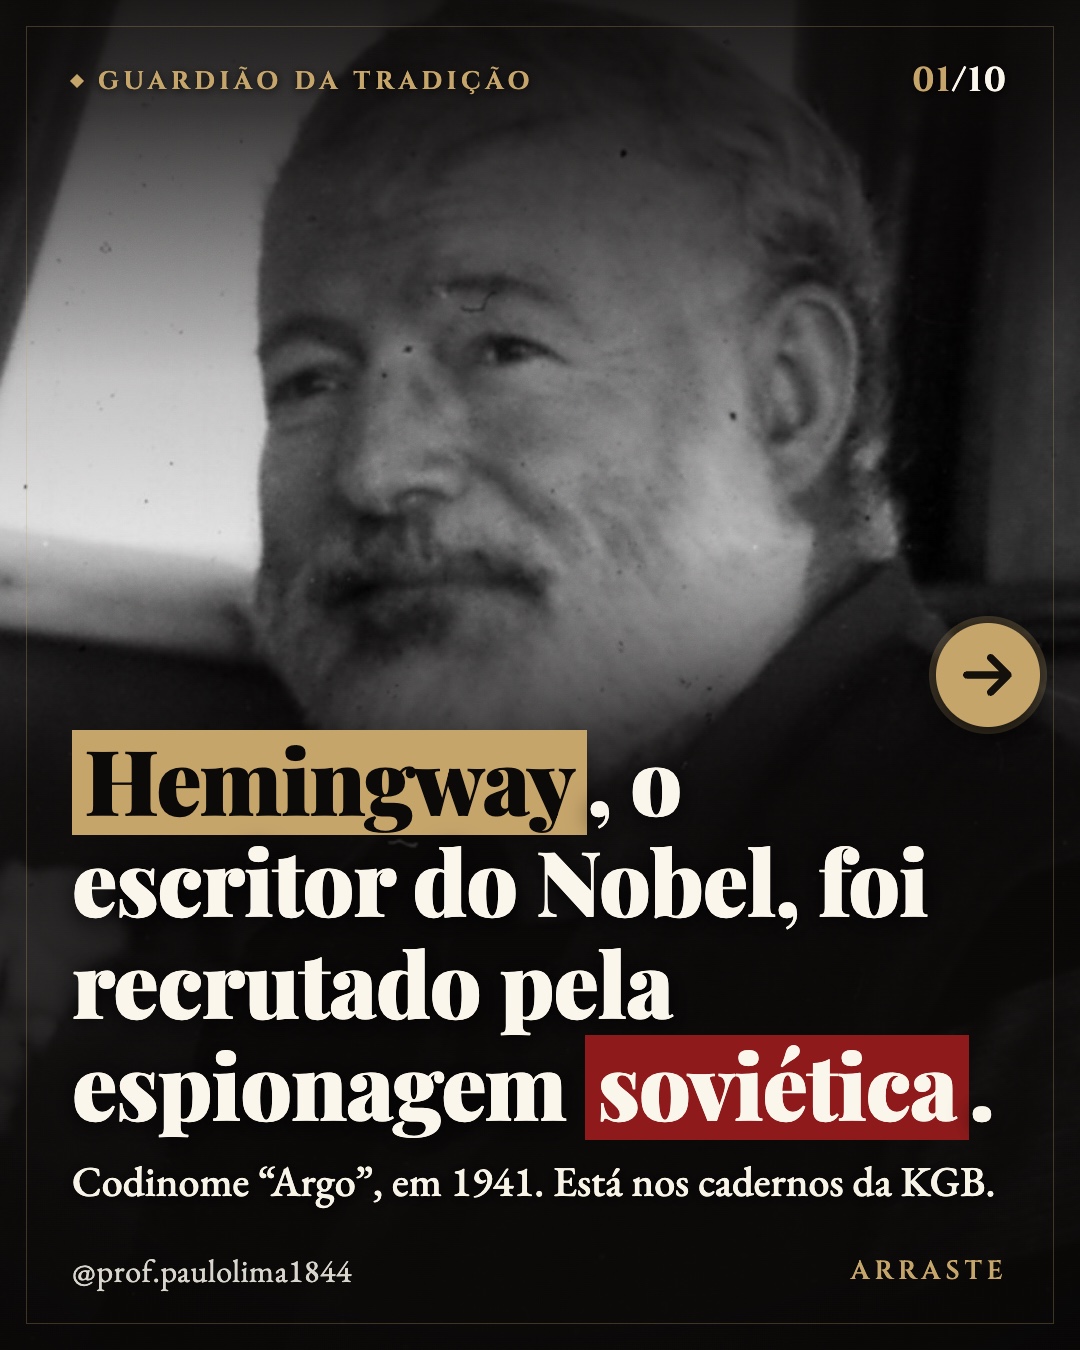 ◆ GUARDIÃO DA TRADIÇÃO
01/10
Hemingway, o
escritor do Nobel, foi
recrutado pela
espionagem soviética.
Codinome “Argo”, em 1941. Está nos cadernos da KGB.
@prof.paulolima1844
ARRASTE